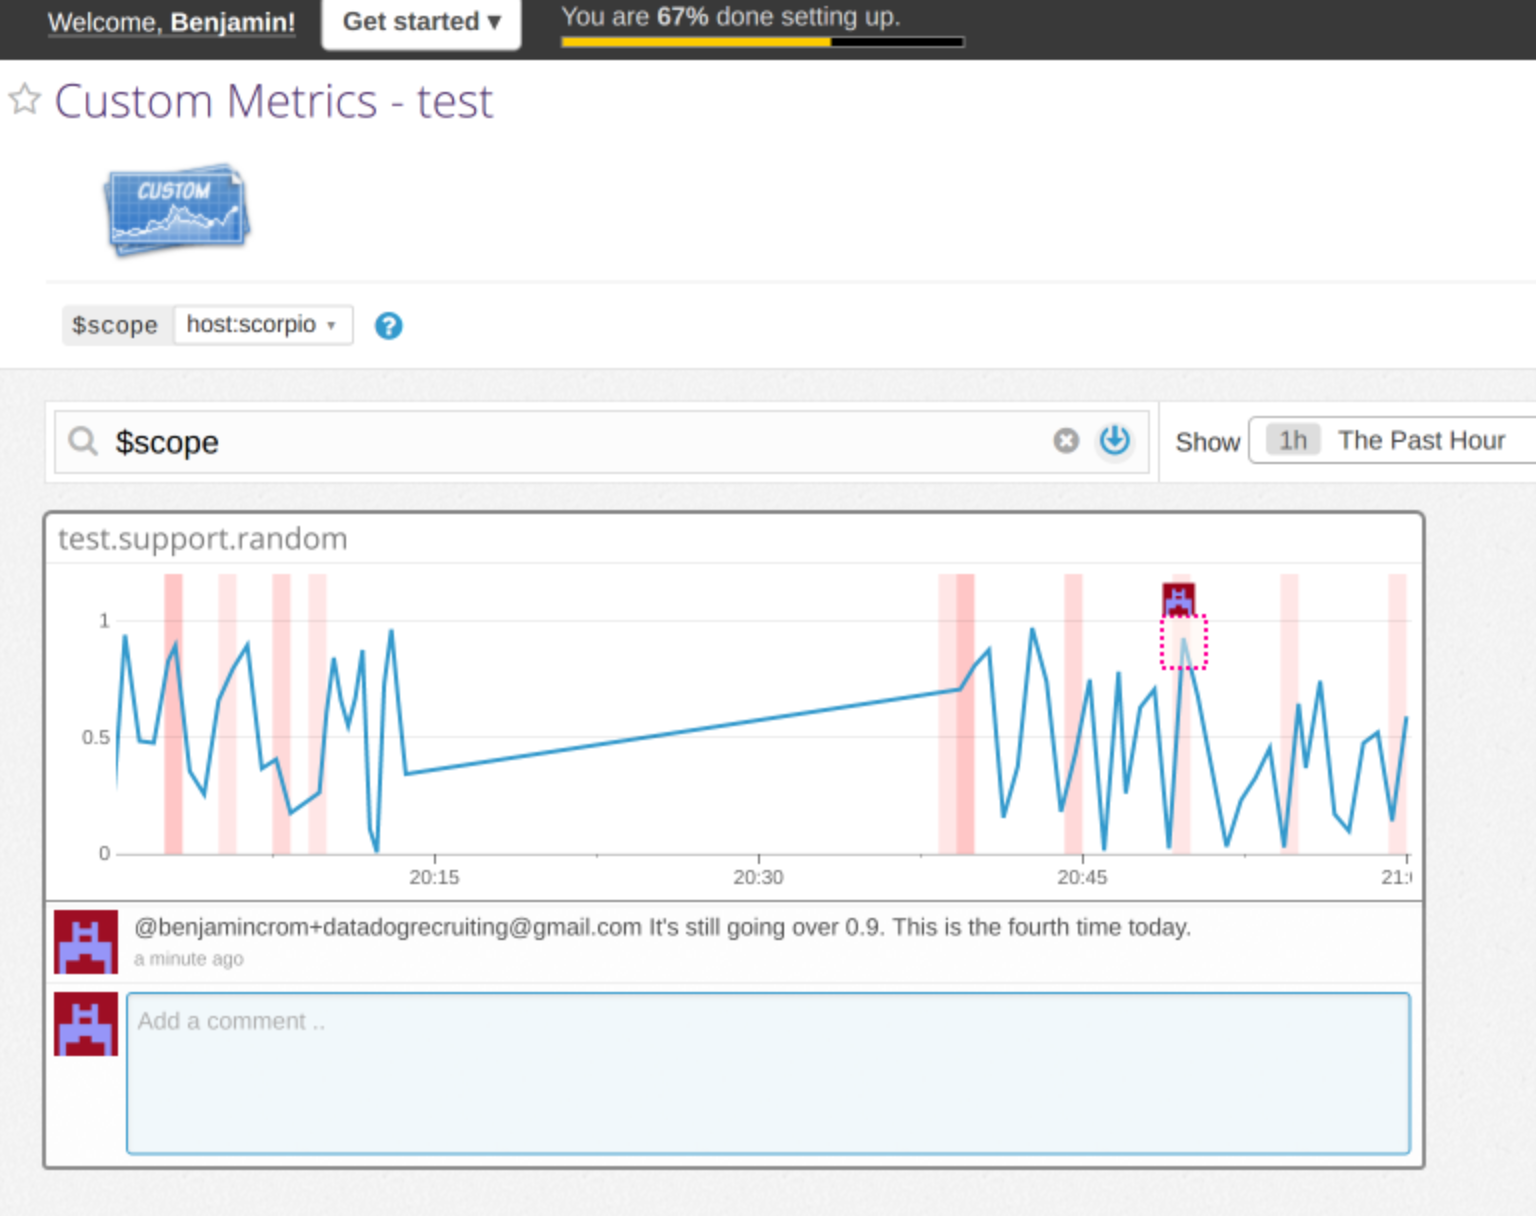 Welcome, Benjamin!
Get started ▾
You are 67% done setting up.
Custom Metrics - test
CUSTOM
$scope host:scorpio ▾ ?
$scope
Show 1h The Past Hour
test.support.random
1
0.5
0
20:15 20:30 20:45 21:
@benjamincrom+datadogrecruiting@gmail.com It's still going over 0.9. This is the fourth time today.
a minute ago
Add a comment ..